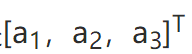 [a₁, a₂, a₃]ᵀ